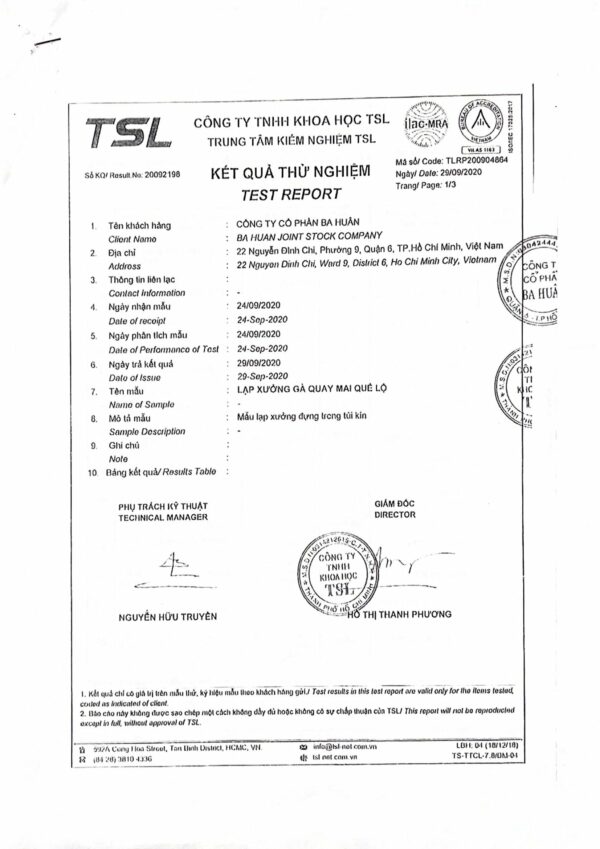 TSL
CÔNG TY TNHH KHOA HỌC TSL
TRUNG TÂM KIỂM NGHIỆM TSL
ilac-MRA
BUREAU OF ACCREDITATION
VIETNAM
VILAS 1183
ISO/IEC 17025:2017
Số KQ/ Result No: 20092198
KẾT QUẢ THỬ NGHIỆM
TEST REPORT
Mã số/ Code: TLRP200904864
Ngày/ Date: 29/09/2020
Trang/ Page: 1/3
1. Tên khách hàng : CÔNG TY CỔ PHẦN BA HUÂN
Client Name : BA HUAN JOINT STOCK COMPANY
2. Địa chỉ : 22 Nguyễn Đình Chi, Phường 9, Quận 6, TP.Hồ Chí Minh, Việt Nam
Address : 22 Nguyen Dinh Chi, Ward 9, District 6, Ho Chi Minh City, Vietnam
3. Thông tin liên lạc :
Contact Information : -
4. Ngày nhận mẫu : 24/09/2020
Date of receipt : 24-Sep-2020
5. Ngày phân tích mẫu : 24/09/2020
Date of Performance of Test : 24-Sep-2020
6. Ngày trả kết quả : 29/09/2020
Date of Issue : 29-Sep-2020
7. Tên mẫu : LẠP XƯỞNG GÀ QUAY MAI QUẾ LỘ
Name of Sample : -
8. Mô tả mẫu : Mẫu lạp xưởng đựng trong túi kín
Sample Description : -
9. Ghi chú :
Note :
10. Bảng kết quả/ Results Table :
CÔNG T
CỔ PHẦ
BA HUÂ
PHỤ TRÁCH KỸ THUẬT
TECHNICAL MANAGER
GIÁM ĐỐC
DIRECTOR
CÔNG TY
TNHH
KHOA HỌC
TSL
THÀNH PHỐ HỒ CHÍ MINH
NGUYỄN HỮU TRUYÊN
HỒ THỊ THANH PHƯƠNG
1. Kết quả chỉ có giá trị trên mẫu thử, ký hiệu mẫu theo khách hàng gửi./ Test results in this test report are valid only for the items tested,
coded as indicated of client.
2. Báo cáo này không được sao chép một cách không đầy đủ hoặc không có sự chấp thuận của TSL/ This report will not be reproduced
except in full, without approval of TSL.
992A Cong Hoa Street, Tan Binh District, HCMC, VN.
(84 28) 3810 4336
info@tsl-net.com.vn
tsl-net.com.vn
LBH: 04 (18/12/18)
TS-TTCL-7.8/BM-04